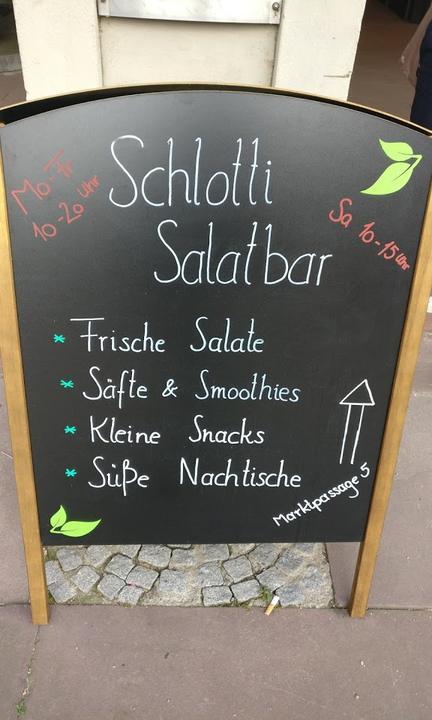 Mo-Fr
10-20 Uhr
Schlotti
Salatbar
Sa 10-15 Uhr
* Frische Salate
* Säfte & Smoothies
* Kleine Snacks
* Süße Nachtische
Marktpassage 5